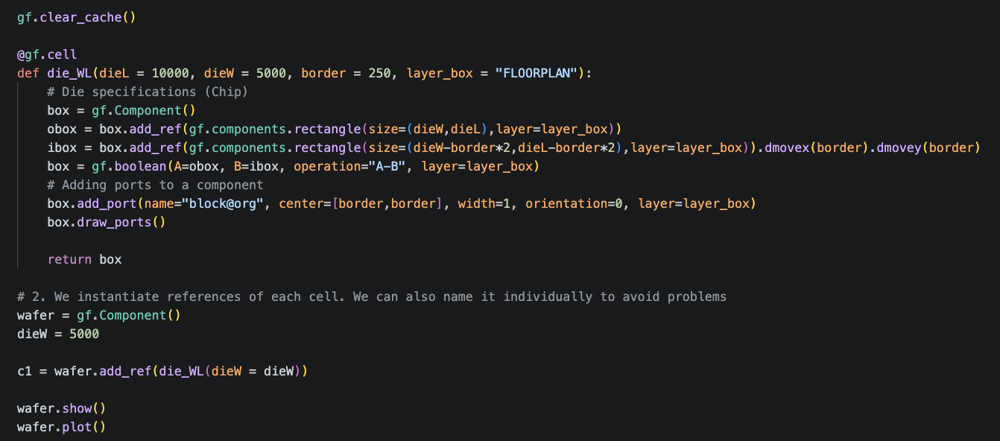 gf.clear_cache()
@gf.cell
def die_WL(dieL = 10000, dieW = 5000, border = 250, layer_box = "FLOORPLAN"):
# Die specifications (Chip)
box = gf.Component()
obox = box.add_ref(gf.components.rectangle(size=(dieW,dieL),layer=layer_box))
ibox = box.add_ref(gf.components.rectangle(size=(dieW-border*2,dieL-border*2),layer=layer_box)).dmovex(border).dmovey(border)
box = gf.boolean(A=obox, B=ibox, operation="A-B", layer=layer_box)
# Adding ports to a component
box.add_port(name="block@org", center=[border,border], width=1, orientation=0, layer=layer_box)
box.draw_ports()
return box
# 2. We instantiate references of each cell. We can also name it individually to avoid problems
wafer = gf.Component()
dieW = 5000
c1 = wafer.add_ref(die_WL(dieW = dieW))
wafer.show()
wafer.plot()